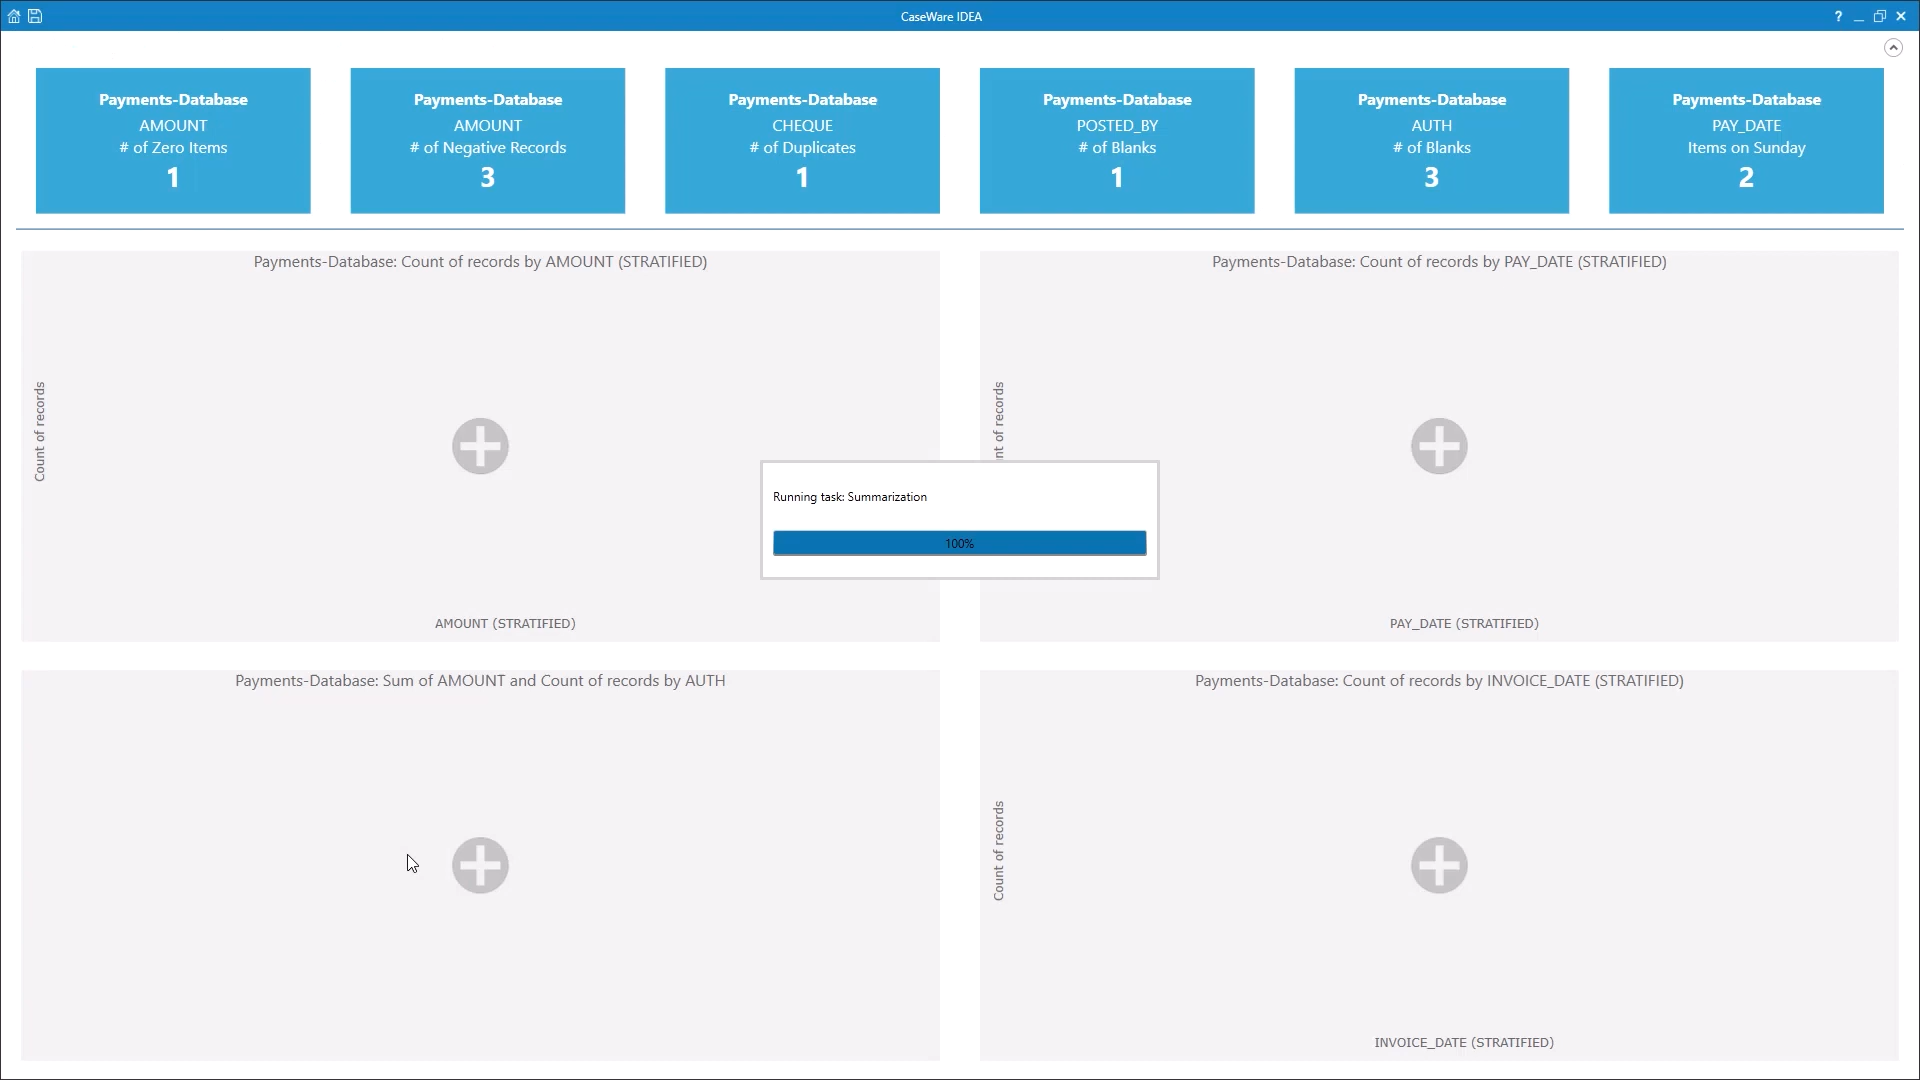 CaseWare IDEA
?
Payments-Database
AMOUNT
# of Zero Items
1
Payments-Database
AMOUNT
# of Negative Records
3
Payments-Database
CHEQUE
# of Duplicates
1
Payments-Database
POSTED_BY
# of Blanks
1
Payments-Database
AUTH
# of Blanks
3
Payments-Database
PAY_DATE
Items on Sunday
2
Payments-Database: Count of records by AMOUNT (STRATIFIED)
Count of records
AMOUNT (STRATIFIED)
Payments-Database: Count of records by PAY_DATE (STRATIFIED)
nt of records
PAY_DATE (STRATIFIED)
Running task: Summarization
100%
Payments-Database: Sum of AMOUNT and Count of records by AUTH
Payments-Database: Count of records by INVOICE_DATE (STRATIFIED)
Count of records
INVOICE_DATE (STRATIFIED)